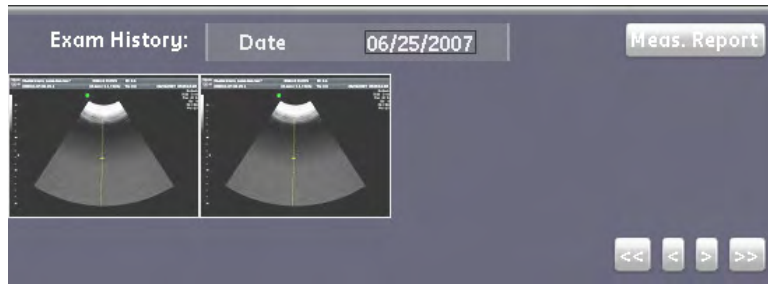 Exam History: Date 06/25/2007 Meas. Report
<< < > >>